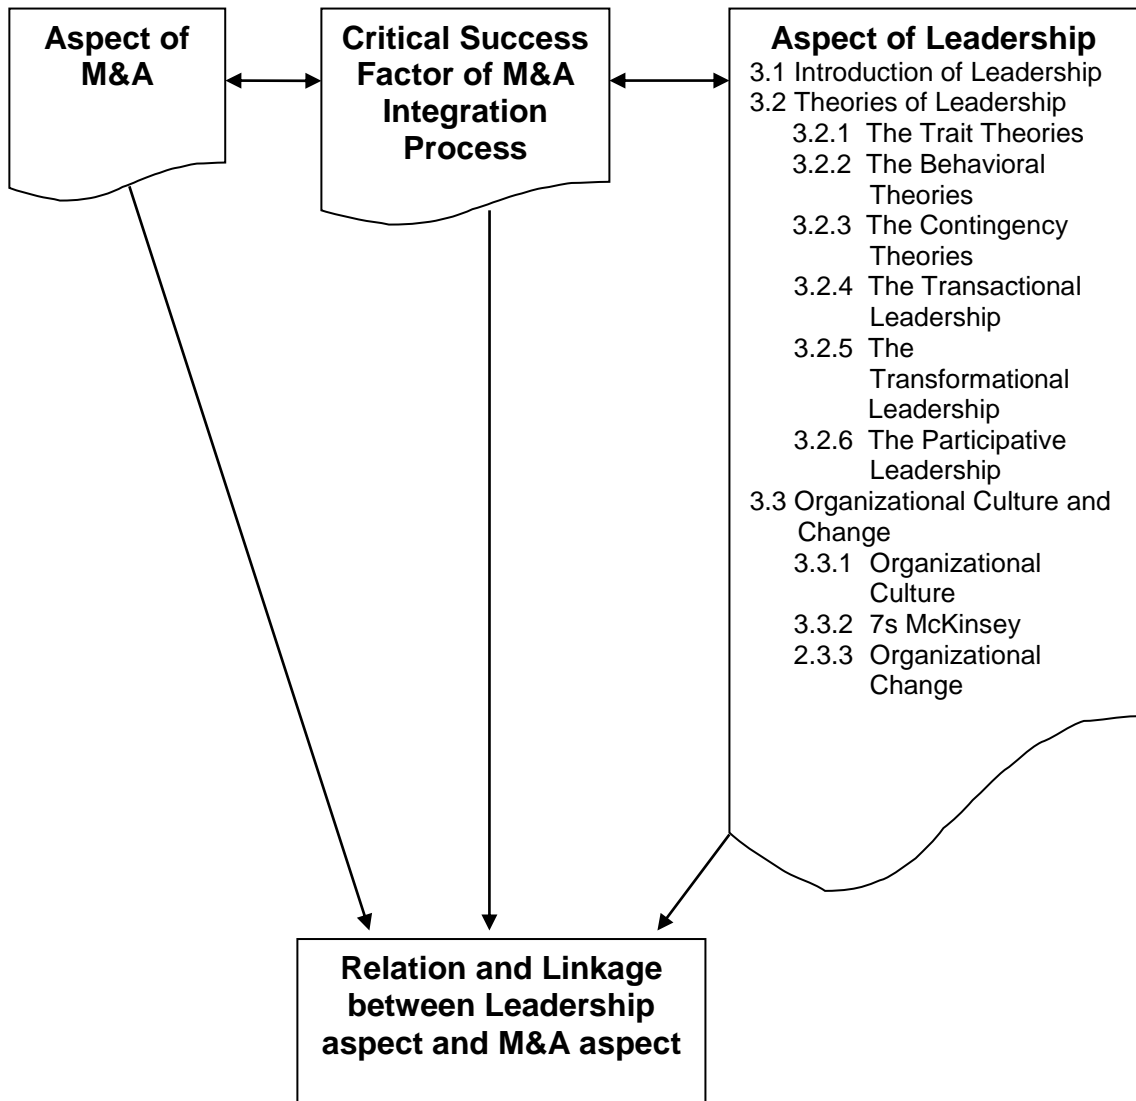 Aspect of
M&A
Critical Success
Factor of M&A
Integration
Process
Aspect of Leadership
3.1 Introduction of Leadership
3.2 Theories of Leadership
3.2.1 The Trait Theories
3.2.2 The Behavioral
Theories
3.2.3 The Contingency
Theories
3.2.4 The Transactional
Leadership
3.2.5 The
Transformational
Leadership
3.2.6 The Participative
Leadership
3.3 Organizational Culture and
Change
3.3.1 Organizational
Culture
3.3.2 7s McKinsey
2.3.3 Organizational
Change
Relation and Linkage
between Leadership
aspect and M&A aspect